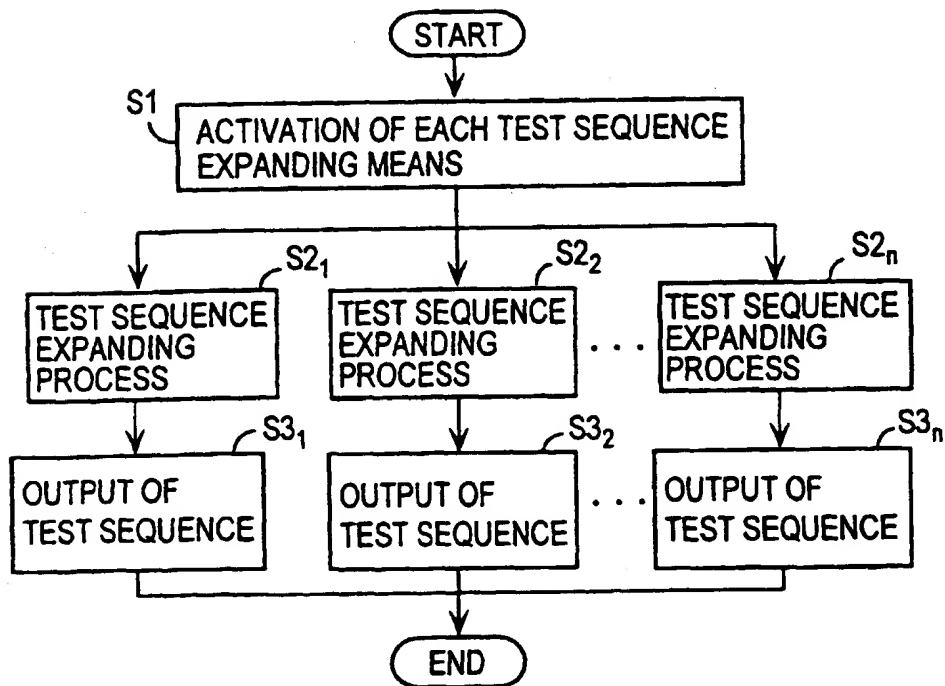 START
S1
ACTIVATION OF EACH TEST SEQUENCE
EXPANDING MEANS
S2₁
TEST SEQUENCE
EXPANDING
PROCESS
S2₂
TEST SEQUENCE
EXPANDING
PROCESS
. . .
S2ₙ
TEST SEQUENCE
EXPANDING
PROCESS
S3₁
OUTPUT OF
TEST SEQUENCE
S3₂
OUTPUT OF
TEST SEQUENCE
. . .
S3ₙ
OUTPUT OF
TEST SEQUENCE
END